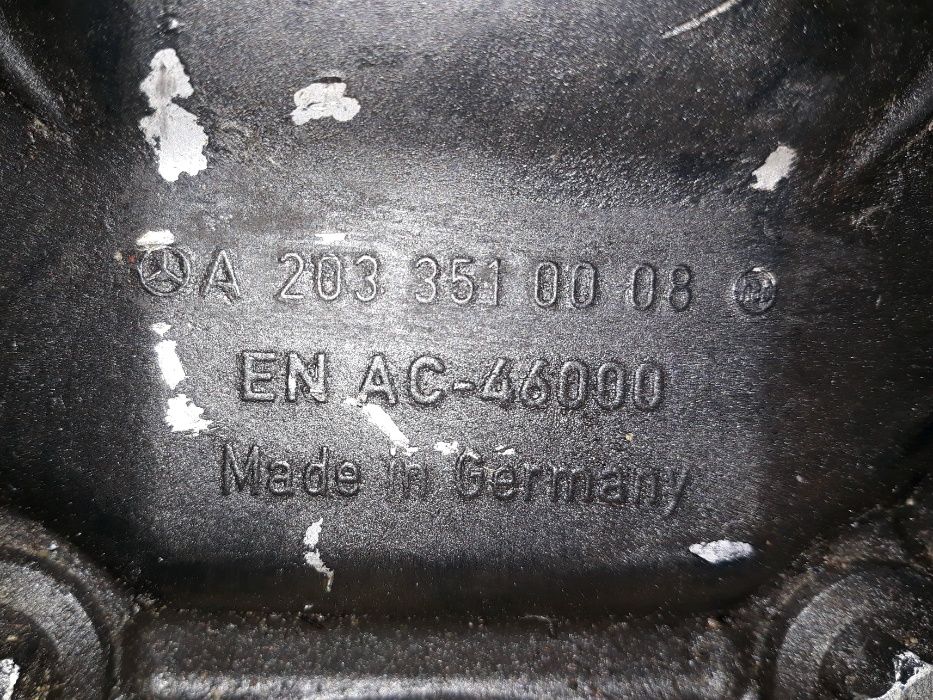 A 203 351 00 08
EN AC-46000
Made in Germany